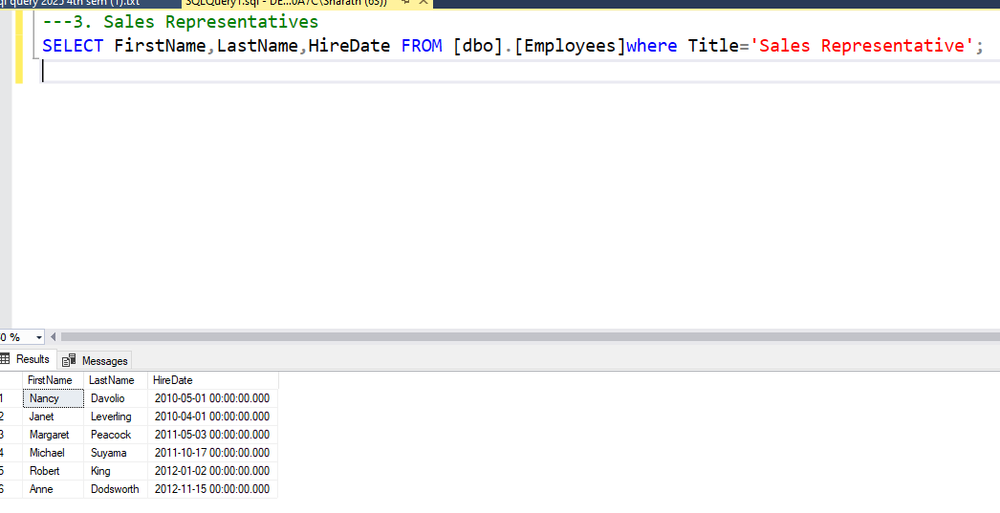 query 2025 4th sem (1).txt SQLQuery1.sql - DE...0A7C\Sharath (63))
---3. Sales Representatives
SELECT FirstName,LastName,HireDate FROM [dbo].[Employees]where Title='Sales Representative';
0 %
Results Messages
FirstName LastName HireDate
1 Nancy Davolio 2010-05-01 00:00:00.000
2 Janet Leverling 2010-04-01 00:00:00.000
3 Margaret Peacock 2011-05-03 00:00:00.000
4 Michael Suyama 2011-10-17 00:00:00.000
5 Robert King 2012-01-02 00:00:00.000
6 Anne Dodsworth 2012-11-15 00:00:00.000